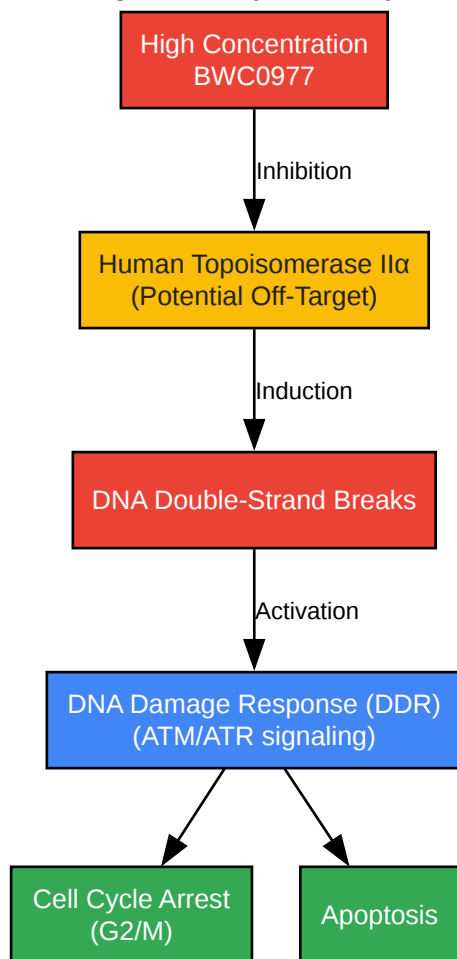 High Concentration
BWC0977
Inhibition
Human Topoisomerase IIα
(Potential Off-Target)
Induction
DNA Double-Strand Breaks
Activation
DNA Damage Response (DDR)
(ATM/ATR signaling)
Cell Cycle Arrest
(G2/M)
Apoptosis